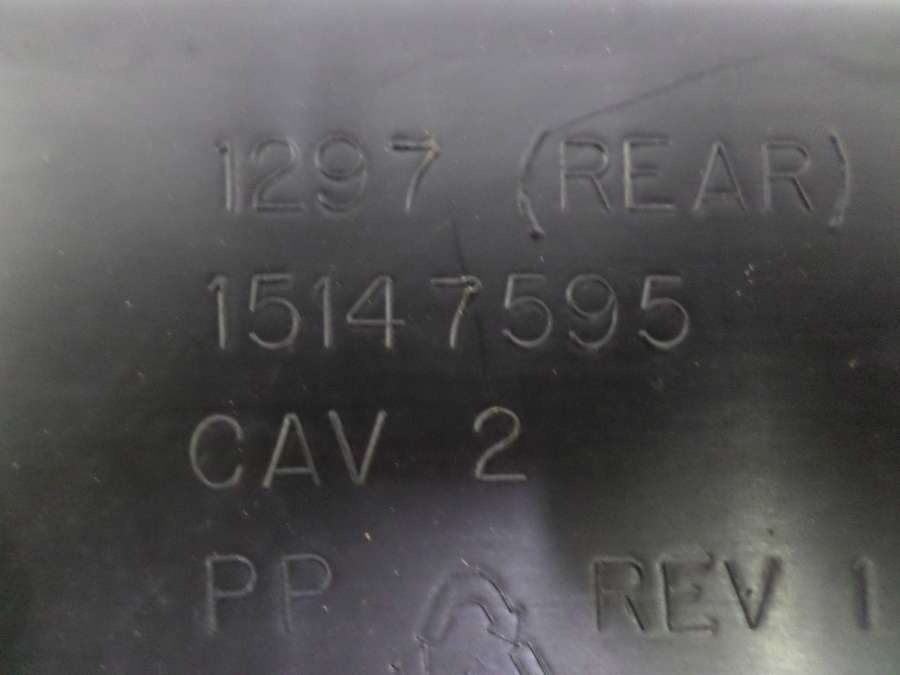 1297 (REAR)
15147595
CAV 2
PP REV 1